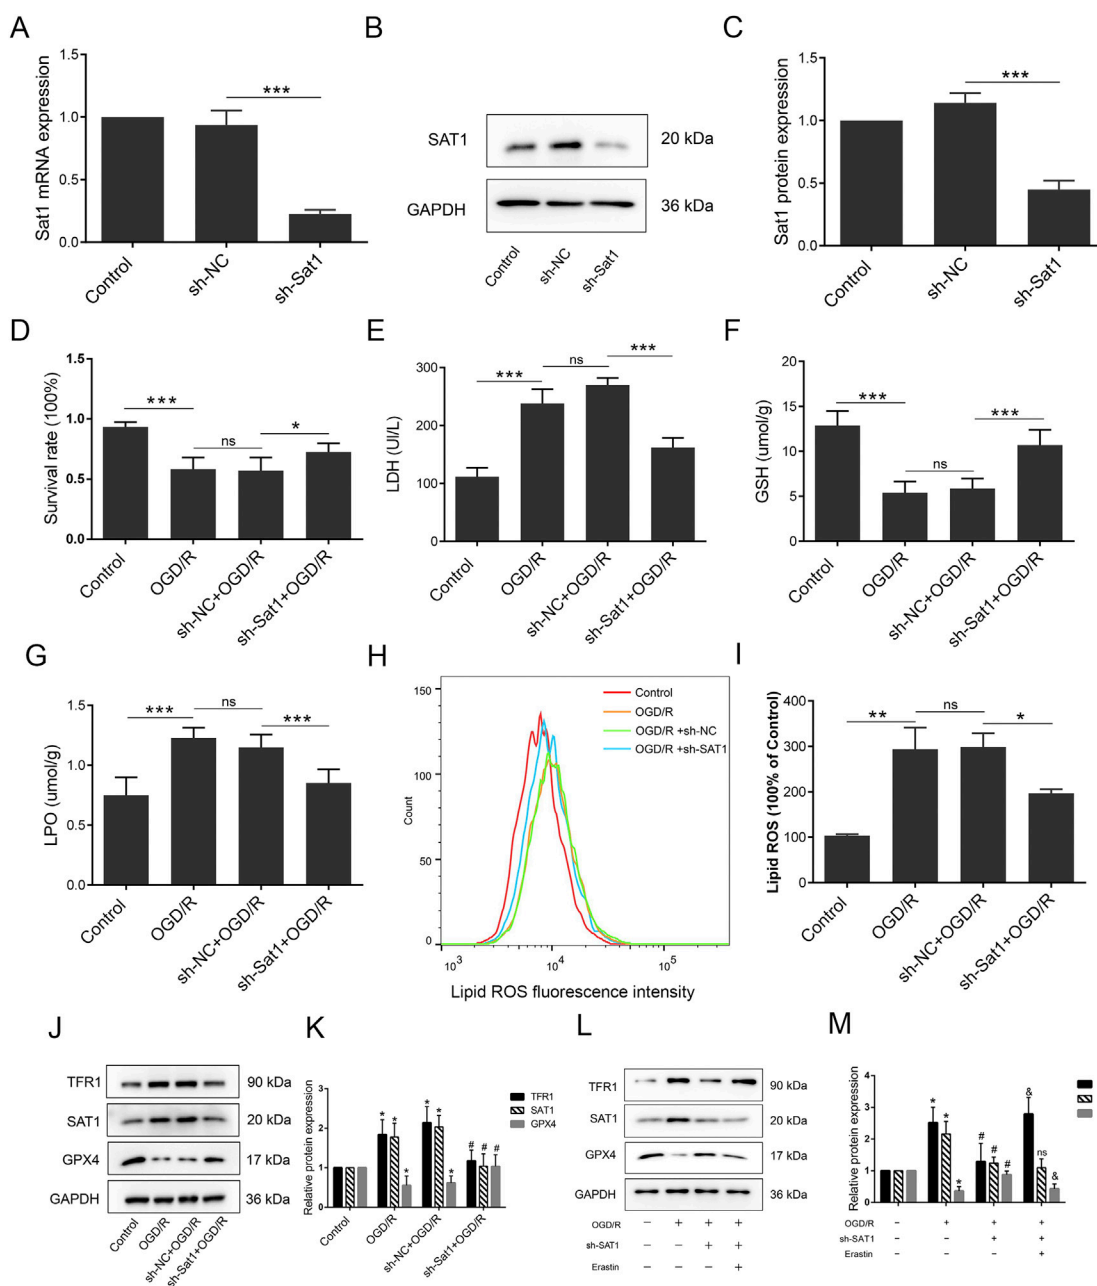 A
Sat1 mRNA expression
1.5
1.0
0.5
0.0
***
Control
sh-NC
sh-Sat1
B
SAT1
20 kDa
GAPDH
36 kDa
Control
sh-NC
sh-Sat1
C
Sat1 protein expression
1.5
1.0
0.5
0.0
***
Control
sh-NC
sh-Sat1
D
Survival rate (100%)
1.5
1.0
0.5
0.0
***
ns
*
Control
OGD/R
sh-NC+OGD/R
sh-Sat1+OGD/R
E
LDH (UI/L)
300
200
100
0
***
ns
***
Control
OGD/R
sh-NC+OGD/R
sh-Sat1+OGD/R
F
GSH (umol/g)
20
15
10
5
0
***
ns
***
Control
OGD/R
sh-NC+OGD/R
sh-Sat1+OGD/R
G
LPO (umol/g)
1.5
1.0
0.5
0.0
***
ns
***
Control
OGD/R
sh-NC+OGD/R
sh-Sat1+OGD/R
H
Count
150
100
50
0
Control
OGD/R
OGD/R +sh-NC
OGD/R +sh-SAT1
10³
10⁴
10⁵
Lipid ROS fluorescence intensity
I
Lipid ROS (100% of Control)
400
300
200
100
0
**
ns
*
Control
OGD/R
sh-NC+OGD/R
sh-Sat1+OGD/R
J
TFR1
90 kDa
SAT1
20 kDa
GPX4
17 kDa
GAPDH
36 kDa
Control
OGD/R
sh-NC+OGD/R
sh-Sat1+OGD/R
K
Relative protein expression
3
2
1
0
* * *
* * *
# # #
TFR1
SAT1
GPX4
Control
OGD/R
sh-NC+OGD/R
sh-Sat1+OGD/R
L
TFR1
90 kDa
SAT1
20 kDa
GPX4
17 kDa
GAPDH
36 kDa
OGD/R − + + +
sh-SAT1 − − + +
Erastin − − − +
M
Relative protein expression
4
3
2
1
0
* * *
# # #
& ns &
OGD/R − + + +
sh-SAT1 − − + +
Erastin − − − +